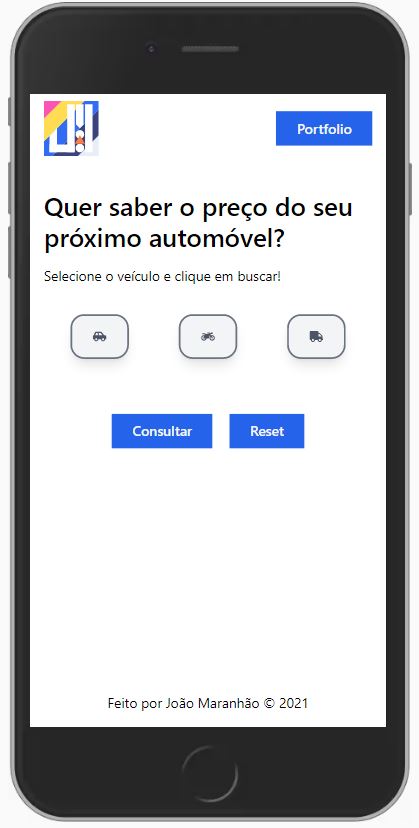 Portfolio
Quer saber o preço do seu
próximo automóvel?
Selecione o veículo e clique em buscar!
Consultar
Reset
Feito por João Maranhão © 2021